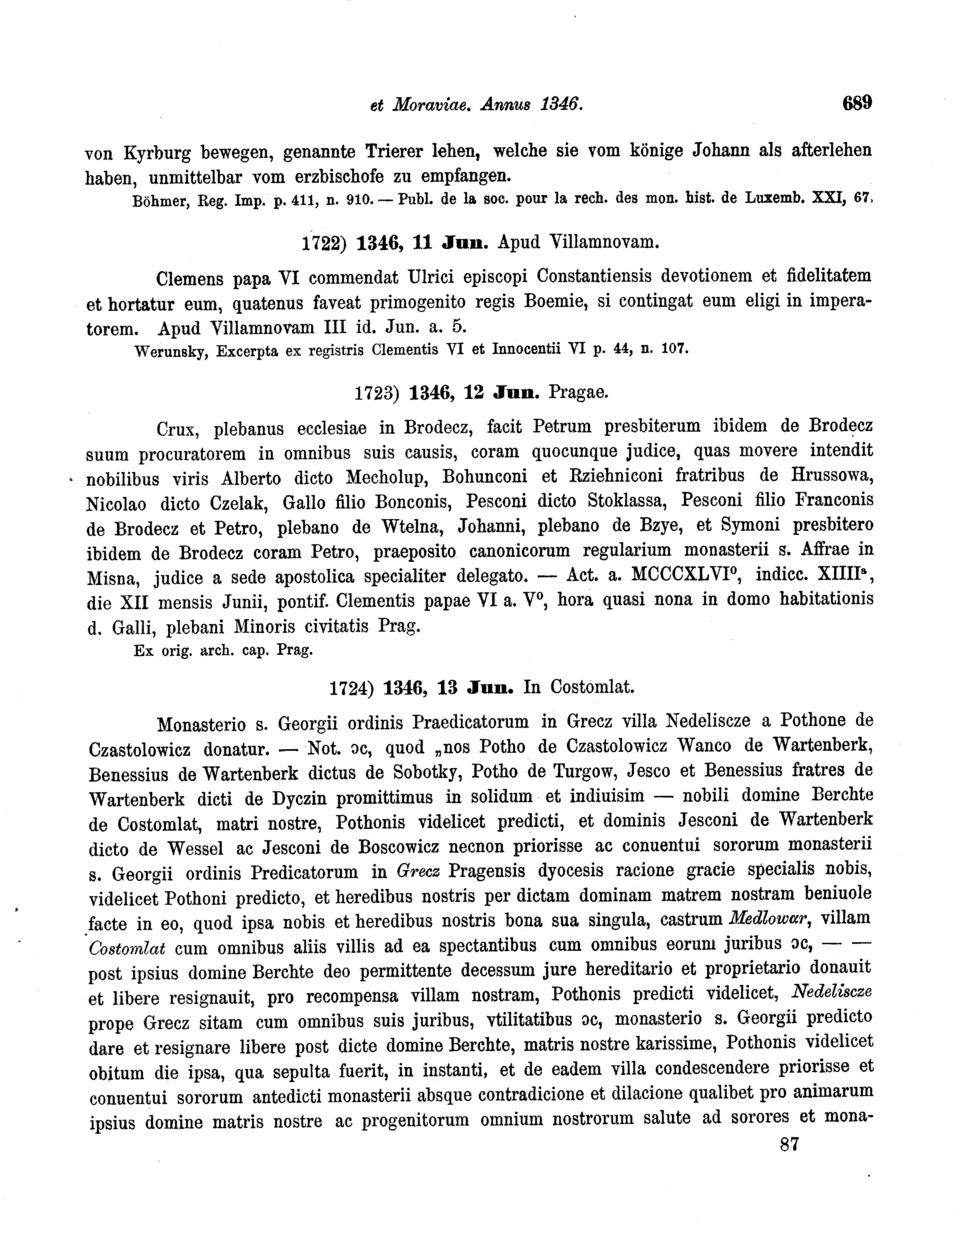 et Moraviae. Annus 1346. 689
von Kyrburg bewegen, genannte Trierer lehen, welche sie vom könige Johann als afterlehen
haben, unmittelbar vom erzbischofe zu empfangen.
Böhmer, Reg. Imp. p. 411, n. 910. — Publ. de la soc. pour la rech. des mon. hist. de Luxemb. XXI, 67.
1722) 1346, 11 Jun. Apud Villamnovam.
Clemens papa VI commendat Ulrici episcopi Constantiensis devotionem et fidelitatem
et hortatur eum, quatenus faveat primogenito regis Boemie, si contingat eum eligi in impera-
torem. Apud Villamnovam III id. Jun. a. 5.
Werunsky, Excerpta ex registris Clementis VI et Innocentii VI p. 44, n. 107.
1723) 1346, 12 Jun. Pragae.
Crux, plebanus ecclesiae in Brodecz, facit Petrum presbiterum ibidem de Brodecz
suum procuratorem in omnibus suis causis, coram quocunque judice, quas movere intendit
nobilibus viris Alberto dicto Mecholup, Bohunconi et Rziehniconi fratribus de Hrussowa,
Nicolao dicto Czelak, Gallo filio Bonconis, Pesconi dicto Stoklassa, Pesconi filio Franconis
de Brodecz et Petro, plebano de Wtelna, Johanni, plebano de Bzye, et Symoni presbitero
ibidem de Brodecz coram Petro, praeposito canonicorum regularium monasterii s. Affrae in
Misna, judice a sede apostolica specialiter delegato. — Act. a. MCCCXLVI⁰, indicc. XIIIIª,
die XII mensis Junii, pontif. Clementis papae VI a. V⁰, hora quasi nona in domo habitationis
d. Galli, plebani Minoris civitatis Prag.
Ex orig. arch. cap. Prag.
1724) 1346, 13 Jun. In Costomlat.
Monasterio s. Georgii ordinis Praedicatorum in Grecz villa Nedeliscze a Pothone de
Czastolowicz donatur. — Not. ↄc, quod „nos Potho de Czastolowicz Wanco de Wartenberk,
Benessius de Wartenberk dictus de Sobotky, Potho de Turgow, Jesco et Benessius fratres de
Wartenberk dicti de Dyczin promittimus in solidum et indiuisim — nobili domine Berchte
de Costomlat, matri nostre, Pothonis videlicet predicti, et dominis Jesconi de Wartenberk
dicto de Wessel ac Jesconi de Boscowicz necnon priorisse ac conuentui sororum monasterii
s. Georgii ordinis Predicatorum in Grecz Pragensis dyocesis racione gracie specialis nobis,
videlicet Pothoni predicto, et heredibus nostris per dictam dominam matrem nostram beniuole
facte in eo, quod ipsa nobis et heredibus nostris bona sua singula, castrum Medlowar, villam
Costomlat cum omnibus aliis villis ad ea spectantibus cum omnibus eorum juribus ↄc, — —
post ipsius domine Berchte deo permittente decessum jure hereditario et proprietario donauit
et libere resignauit, pro recompensa villam nostram, Pothonis predicti videlicet, Nedeliscze
prope Grecz sitam cum omnibus suis juribus, vtilitatibus ↄc, monasterio s. Georgii predicto
dare et resignare libere post dicte domine Berchte, matris nostre karissime, Pothonis videlicet
obitum die ipsa, qua sepulta fuerit, in instanti, et de eadem villa condescendere priorisse et
conuentui sororum antedicti monasterii absque contradicione et dilacione qualibet pro animarum
ipsius domine matris nostre ac progenitorum omnium nostrorum salute ad sorores et mona-
87